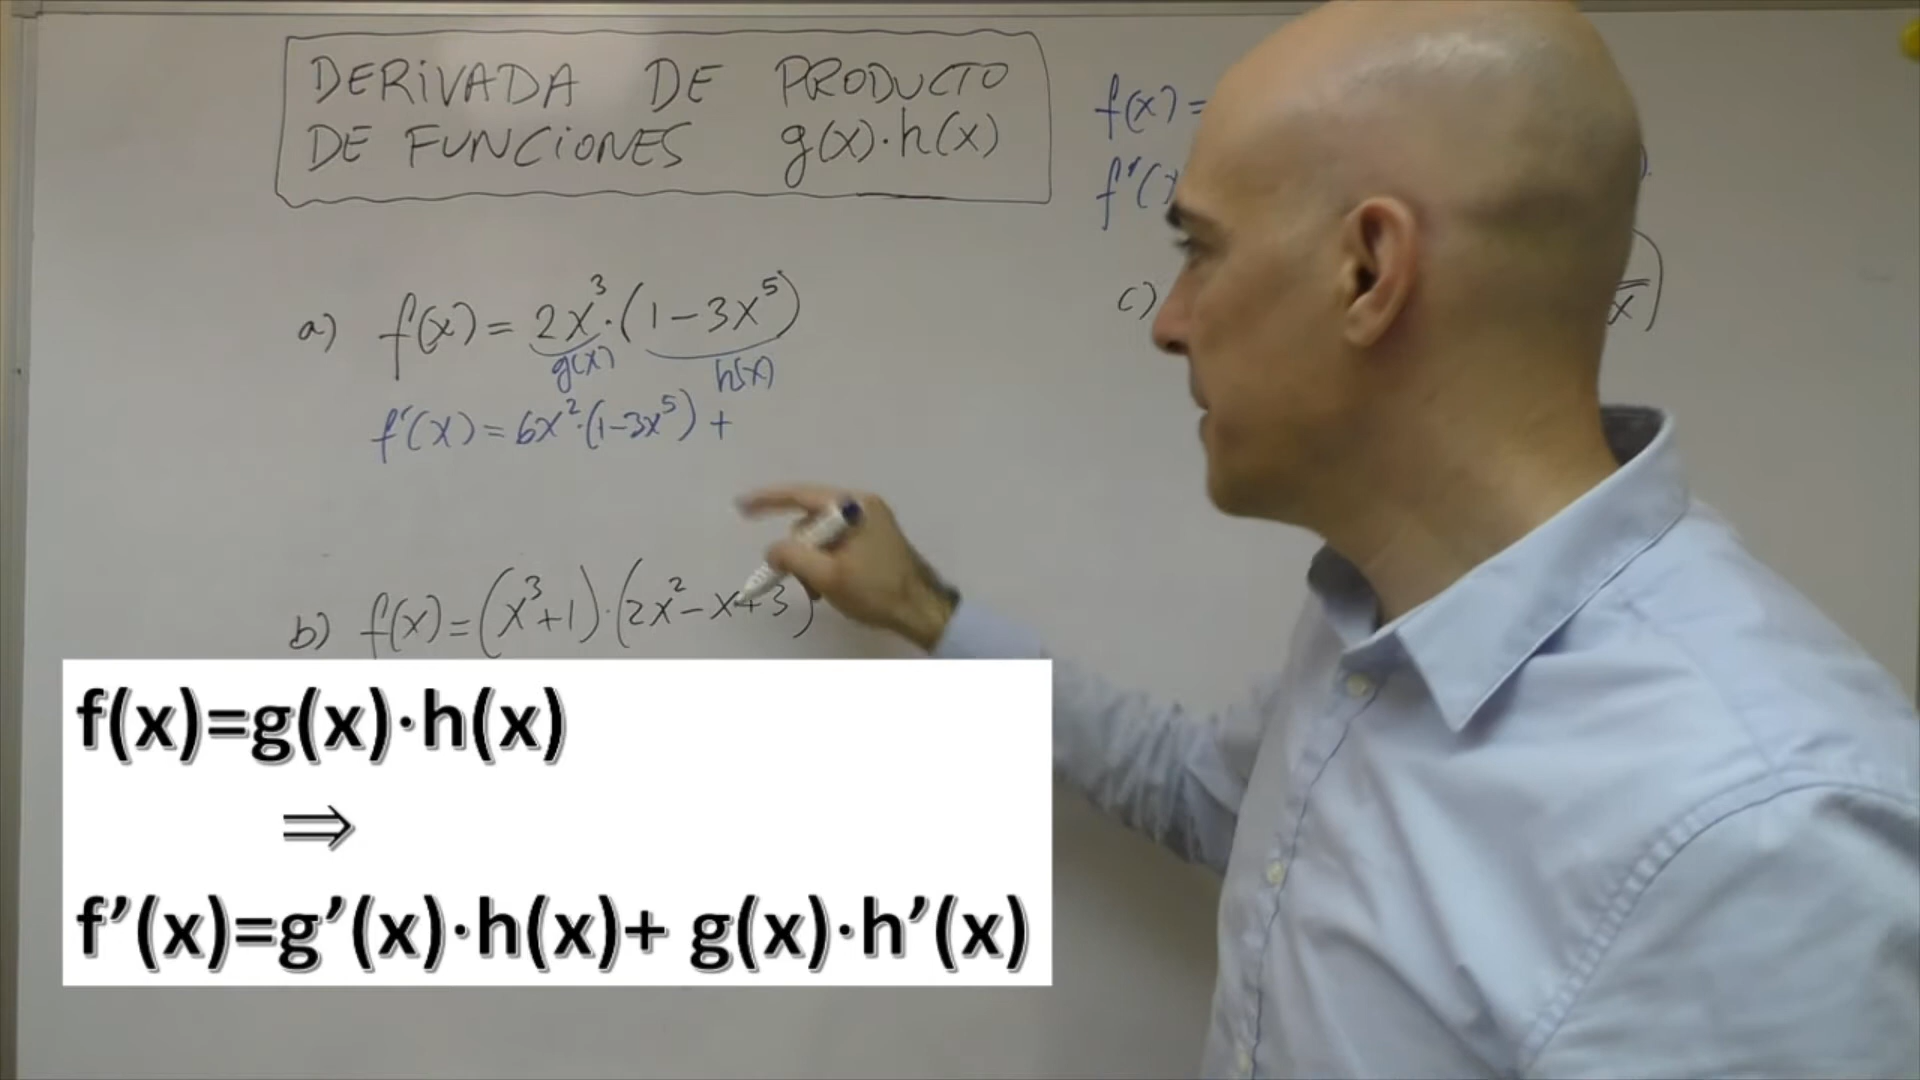 DERIVADA DE PRODUCTO
DE FUNCIONES g(x)·h(x)
a) f(x) = 2x³·(1-3x⁵)
g(x) h(x)
f'(x) = 6x²·(1-3x⁵) +
b) f(x) = (x³+1)·(2x²-x+3)
f(x) =
f'(x
c)
x)
f(x)=g(x)·h(x)
⇒
f’(x)=g’(x)·h(x)+ g(x)·h’(x)